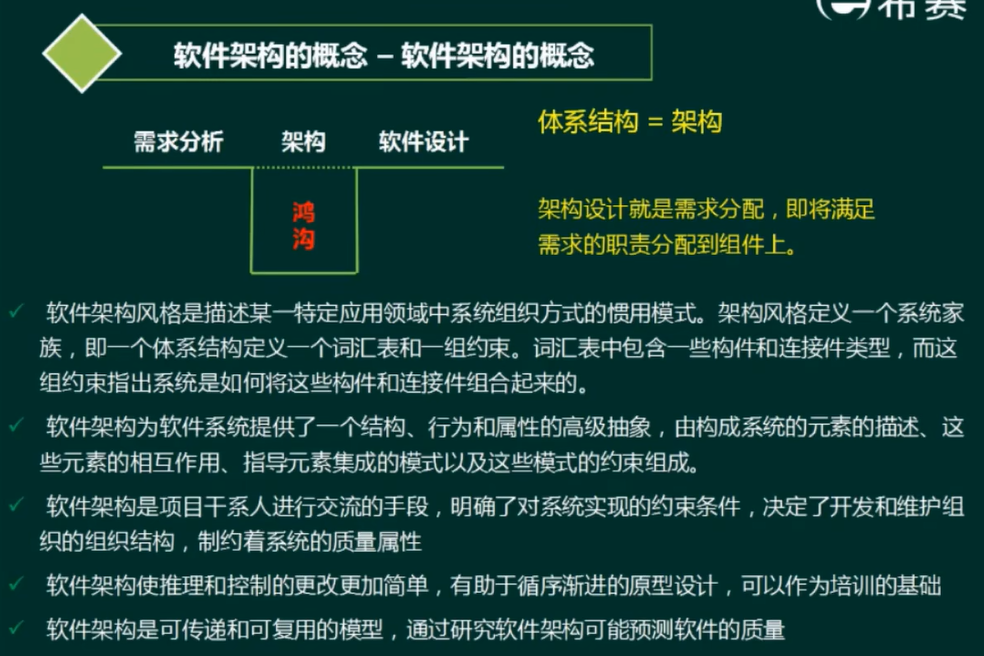 希赛
软件架构的概念 – 软件架构的概念
需求分析 架构 软件设计
体系结构 = 架构
鸿
沟
架构设计就是需求分配，即将满足
需求的职责分配到组件上。
✓ 软件架构风格是描述某一特定应用领域中系统组织方式的惯用模式。架构风格定义一个系统家
族，即一个体系结构定义一个词汇表和一组约束。词汇表中包含一些构件和连接件类型，而这
组约束指出系统是如何将这些构件和连接件组合起来的。
✓ 软件架构为软件系统提供了一个结构、行为和属性的高级抽象，由构成系统的元素的描述、这
些元素的相互作用、指导元素集成的模式以及这些模式的约束组成。
✓ 软件架构是项目干系人进行交流的手段，明确了对系统实现的约束条件，决定了开发和维护组
织的组织结构，制约着系统的质量属性
✓ 软件架构使推理和控制的更改更加简单，有助于循序渐进的原型设计，可以作为培训的基础
✓ 软件架构是可传递和可复用的模型，通过研究软件架构可能预测软件的质量